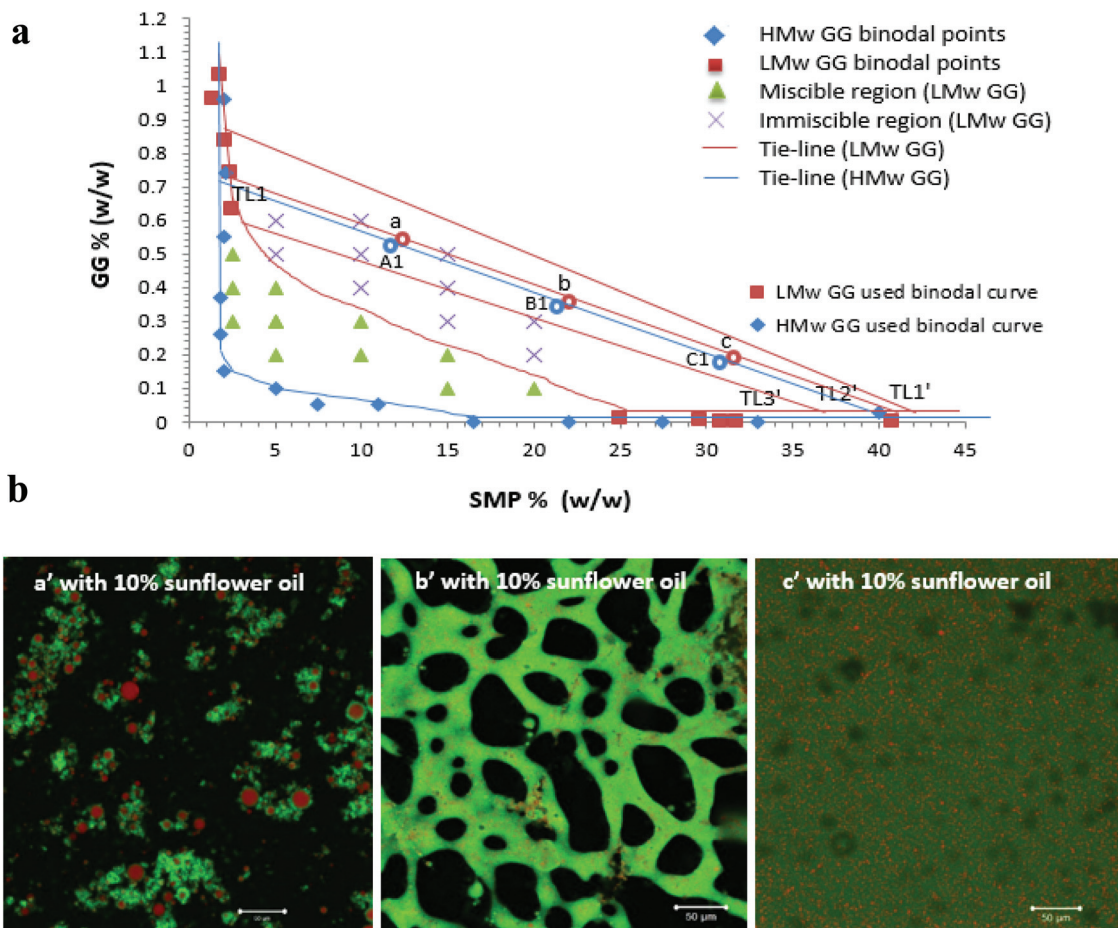 a
HMw GG binodal points
LMw GG binodal points
Miscible region (LMw GG)
Immiscible region (LMw GG)
Tie-line (LMw GG)
Tie-line (HMw GG)
LMw GG used binodal curve
HMw GG used binodal curve
GG % (w/w)
1.2
1.1
1
0.9
0.8
0.7
0.6
0.5
0.4
0.3
0.2
0.1
0
TL1
a
A1
b
B1
c
C1
TL3'
TL2'
TL1'
0 5 10 15 20 25 30 35 40 45
SMP % (w/w)
b
a' with 10% sunflower oil
b' with 10% sunflower oil
c' with 10% sunflower oil
50 µm
50 µm
50 µm